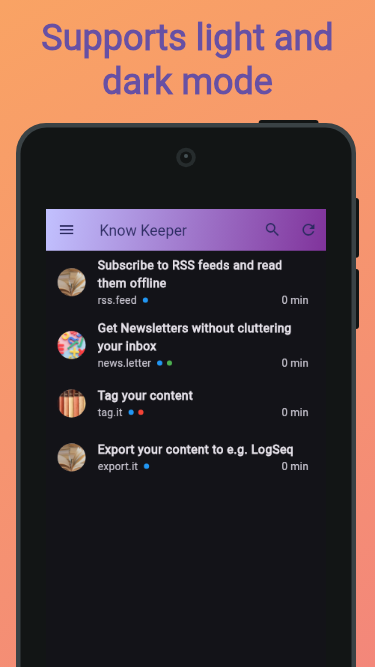 Supports light and
dark mode
Know Keeper
Subscribe to RSS feeds and read
them offline
rss.feed
0 min
Get Newsletters without cluttering
your inbox
news.letter
0 min
Tag your content
tag.it
0 min
Export your content to e.g. LogSeq
export.it
0 min